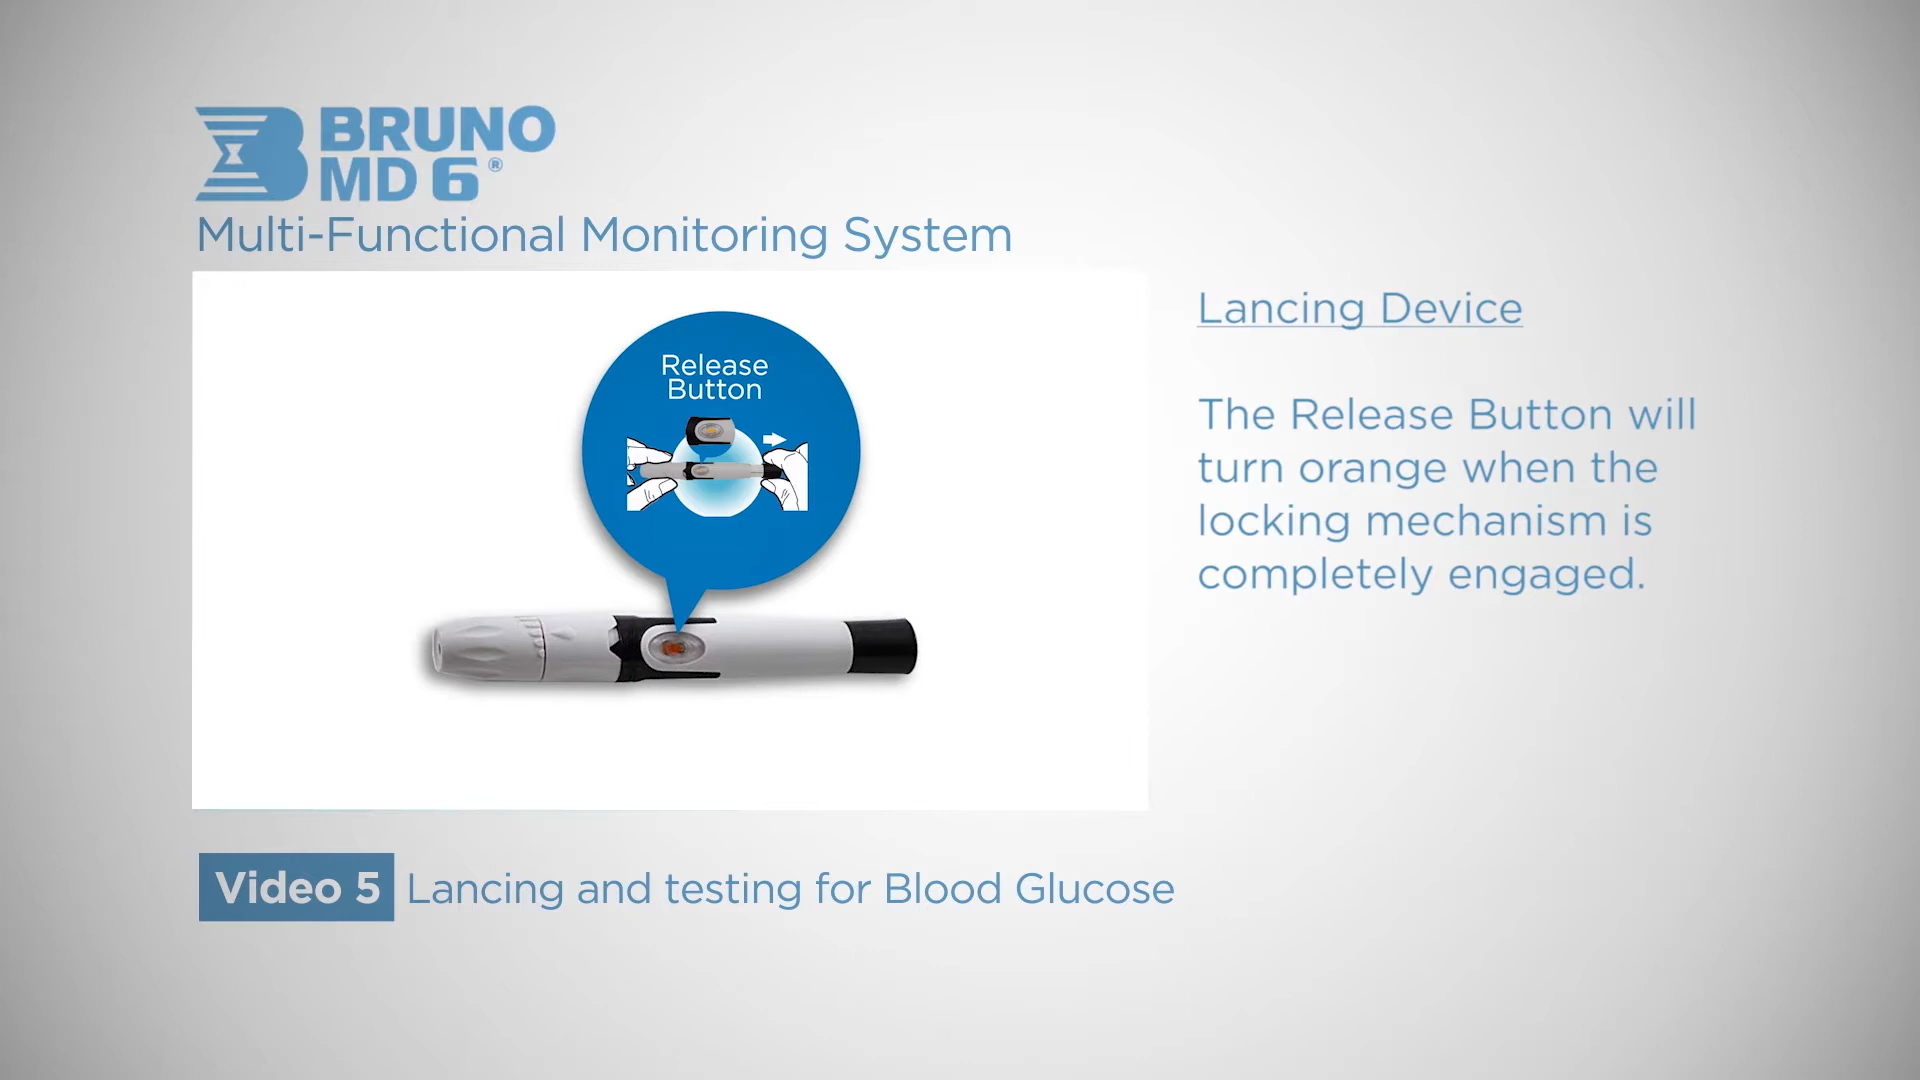 BRUNO
MD 6®
Multi-Functional Monitoring System
Release
Button
Lancing Device
The Release Button will
turn orange when the
locking mechanism is
completely engaged.
Video 5 Lancing and testing for Blood Glucose